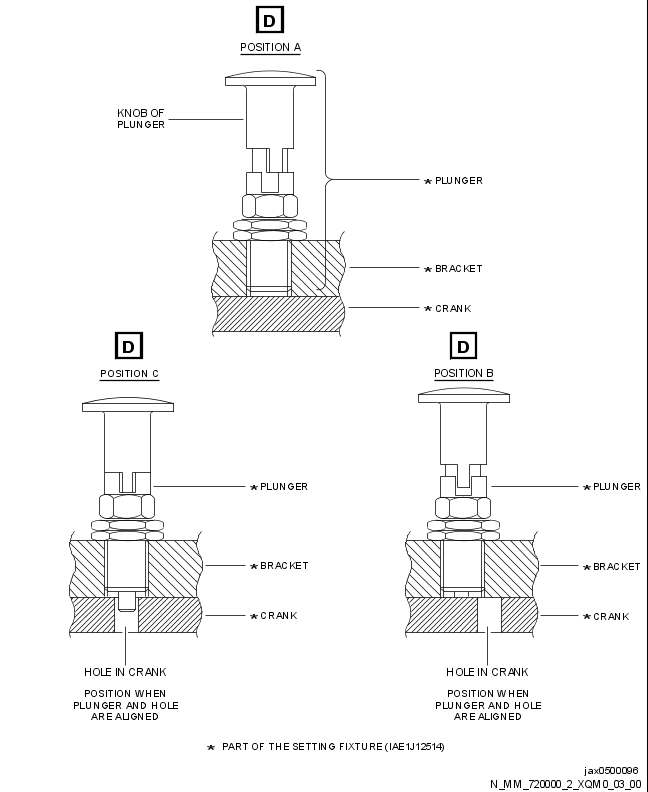 D
POSITION A
KNOB OF
PLUNGER
* PLUNGER
* BRACKET
* CRANK
D
POSITION C
* PLUNGER
* BRACKET
* CRANK
HOLE IN CRANK
POSITION WHEN
PLUNGER AND HOLE
ARE ALIGNED
D
POSITION B
* PLUNGER
* BRACKET
* CRANK
HOLE IN CRANK
POSITION WHEN
PLUNGER AND HOLE
ARE ALIGNED
* PART OF THE SETTING FIXTURE (IAE1J12514)
jax0500096
N_MM_720000_2_XQM0_03_00